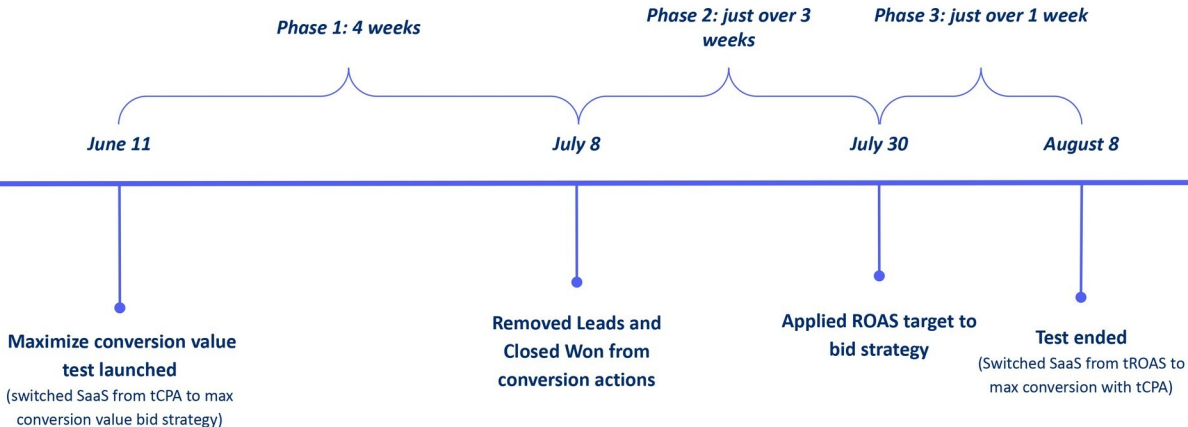 Phase 1: 4 weeks
Phase 2: just over 3
weeks
Phase 3: just over 1 week
June 11
July 8
July 30
August 8
Maximize conversion value
test launched
(switched SaaS from tCPA to max
conversion value bid strategy)
Removed Leads and
Closed Won from
conversion actions
Applied ROAS target to
bid strategy
Test ended
(Switched SaaS from tROAS to
max conversion with tCPA)